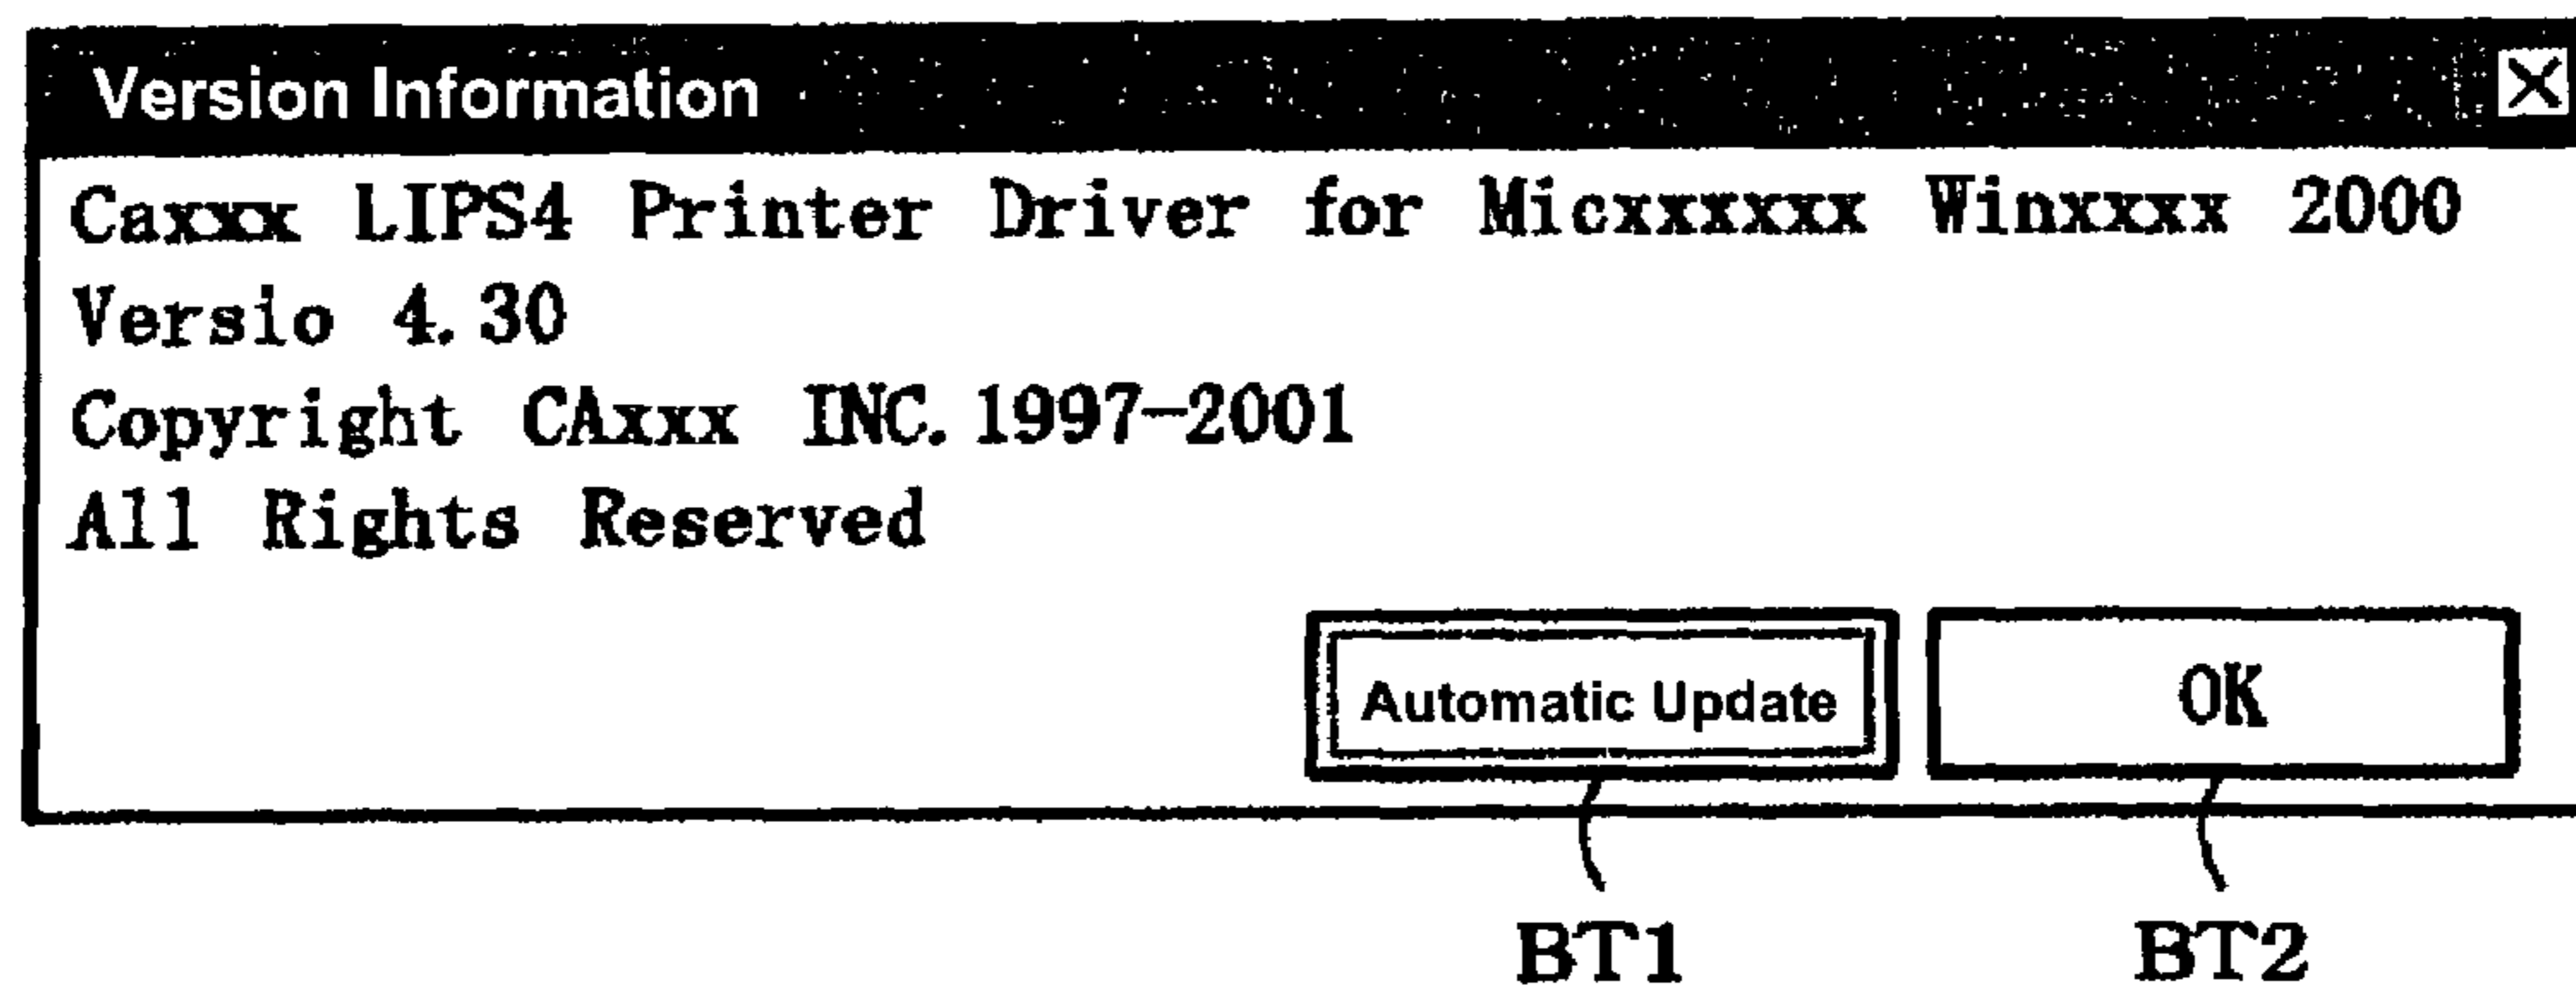 Version Information
Caxxx LIPS4 Printer Driver for Micxxxxxx Winxxxx 2000
Versio 4.30
Copyright CAxxx INC. 1997-2001
All Rights Reserved
Automatic Update OK
BT1 BT2